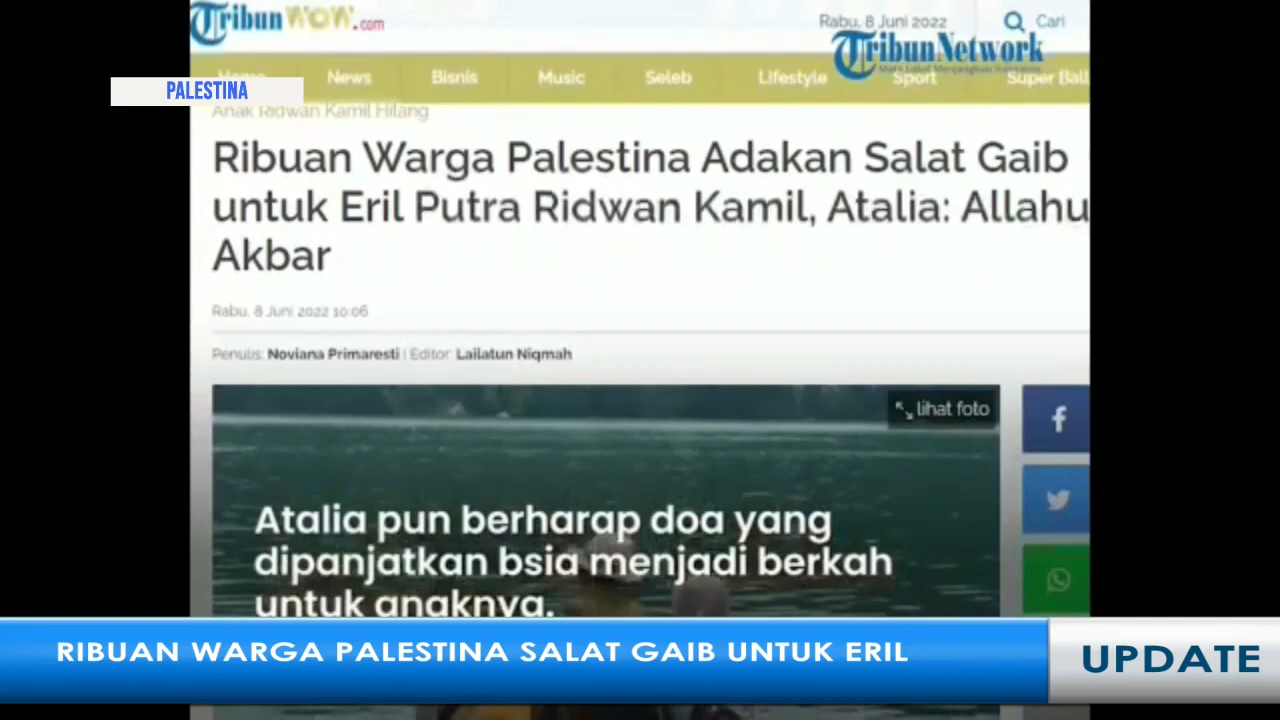 TribunWOW.com
Rabu, 8 Juni 2022
Cari
TribunNetwork
Home News Bisnis Music Seleb Lifestyle Sport Super Ball
PALESTINA
Anak Ridwan Kamil Hilang
Ribuan Warga Palestina Adakan Salat Gaib
untuk Eril Putra Ridwan Kamil, Atalia: Allahu
Akbar
Rabu, 8 Juni 2022 10:06
Penulis: Noviana Primaresti | Editor: Lailatun Niqmah
lihat foto
Atalia pun berharap doa yang
dipanjatkan bsia menjadi berkah
untuk anaknya.
RIBUAN WARGA PALESTINA SALAT GAIB UNTUK ERIL
UPDATE